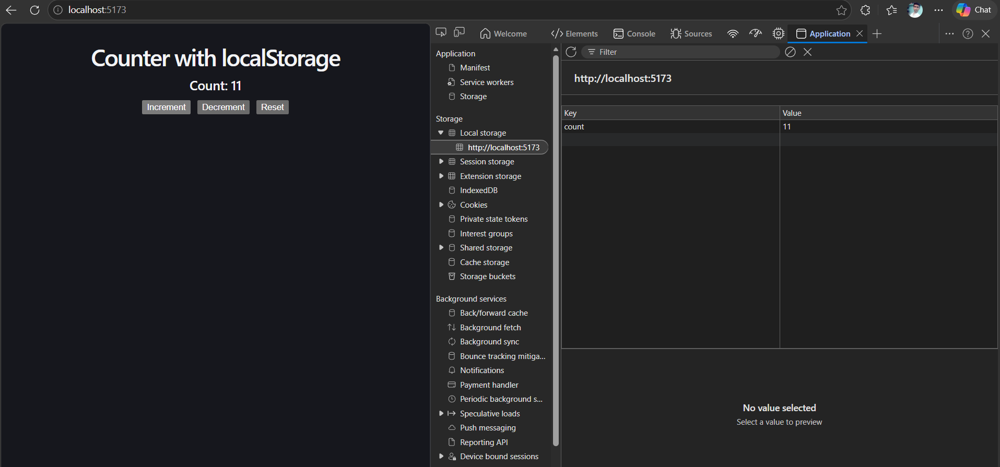 localhost:5173
Chat
Counter with localStorage
Count: 11
Increment Decrement Reset
Welcome
Elements
Console
Sources
Application
Application
Manifest
Service workers
Storage
Storage
Local storage
http://localhost:5173
Session storage
Extension storage
IndexedDB
Cookies
Private state tokens
Interest groups
Shared storage
Cache storage
Storage buckets
Background services
Back/forward cache
Background fetch
Background sync
Bounce tracking mitiga...
Notifications
Payment handler
Periodic background s...
Speculative loads
Push messaging
Reporting API
Device bound sessions
Filter
http://localhost:5173
Key Value
count 11
No value selected
Select a value to preview